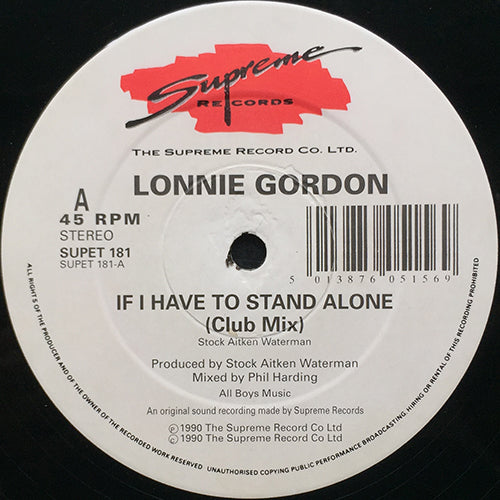 Supreme
RECORDS
THE SUPREME RECORD CO. LTD.
LONNIE GORDON
A
45 RPM
STEREO
SUPET 181
SUPET 181-A
5 013876 051569
IF I HAVE TO STAND ALONE
(Club Mix)
Stock Aitken Waterman
Produced by Stock Aitken Waterman
Mixed by Phil Harding
All Boys Music
An original sound recording made by Supreme Records
℗ 1990 The Supreme Record Co Ltd
© 1990 The Supreme Record Co Ltd
ALL RIGHTS OF THE PRODUCER AND OF THE OWNER OF THE RECORDED WORK RESERVED. UNAUTHORISED COPYING PUBLIC PERFORMANCE BROADCASTING HIRING OR RENTAL OF THIS RECORDING PROHIBITED